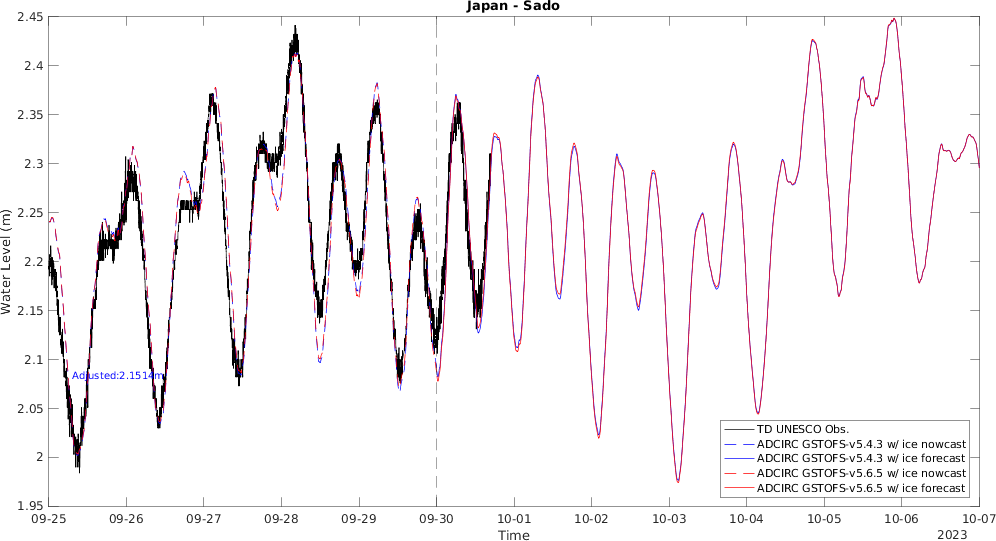 Japan - Sado
2.45
2.4
2.35
2.3
2.25
2.2
2.15
2.1
2.05
2
1.95
Water Level (m)
Adjusted:2.1514m
TD UNESCO Obs.
ADCIRC GSTOFS-v5.4.3 w/ ice nowcast
ADCIRC GSTOFS-v5.4.3 w/ ice forecast
ADCIRC GSTOFS-v5.6.5 w/ ice nowcast
ADCIRC GSTOFS-v5.6.5 w/ ice forecast
09-25 09-26 09-27 09-28 09-29 09-30 10-01 10-02 10-03 10-04 10-05 10-06 10-07
Time
2023